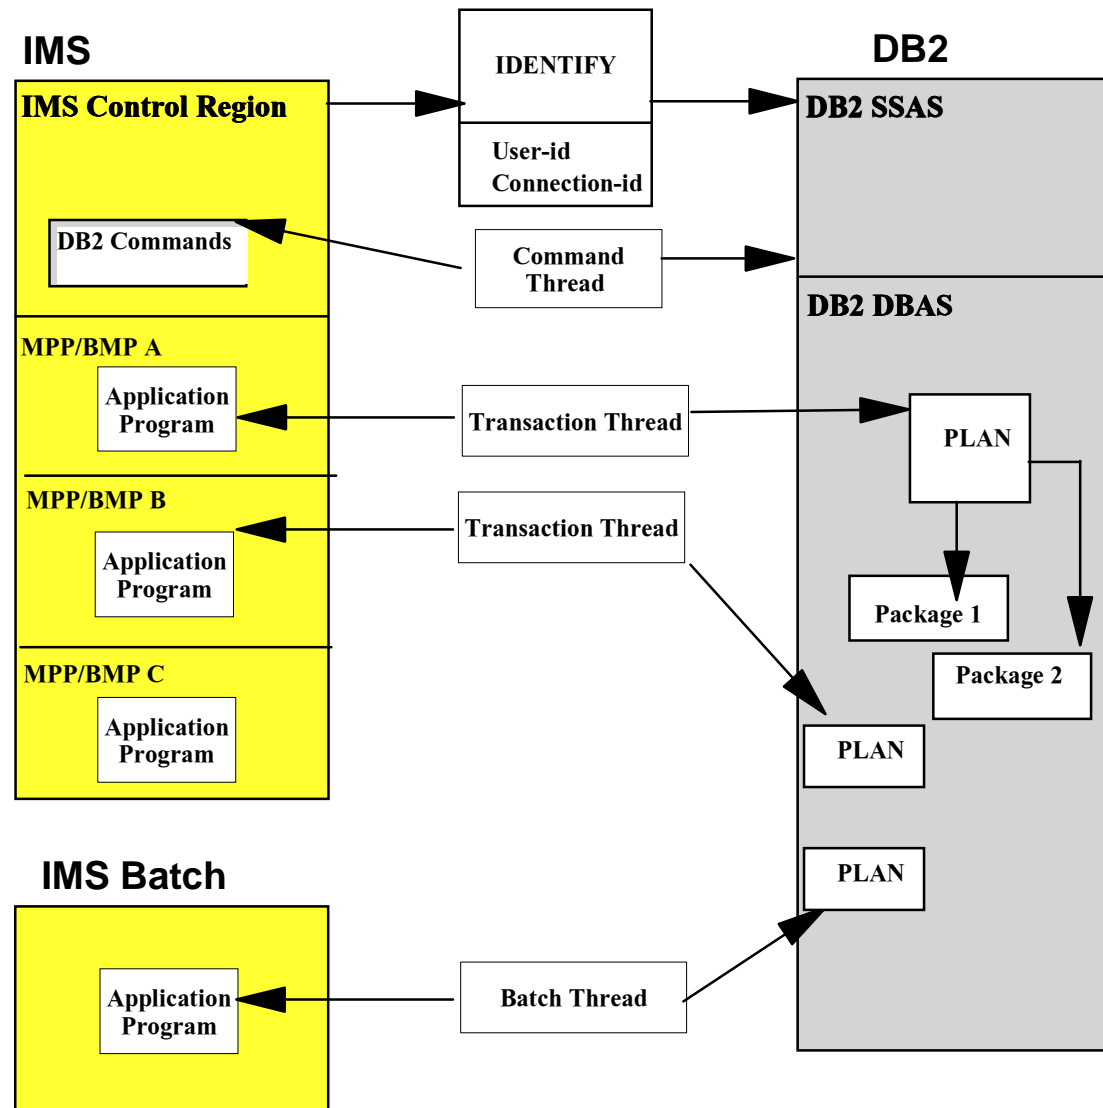 IMS
IMS Control Region
DB2 Commands
MPP/BMP A
Application
Program
MPP/BMP B
Application
Program
MPP/BMP C
Application
Program
IMS Batch
Application
Program
IDENTIFY
User-id
Connection-id
Command
Thread
Transaction Thread
Transaction Thread
Batch Thread
DB2
DB2 SSAS
DB2 DBAS
PLAN
Package 1
Package 2
PLAN
PLAN